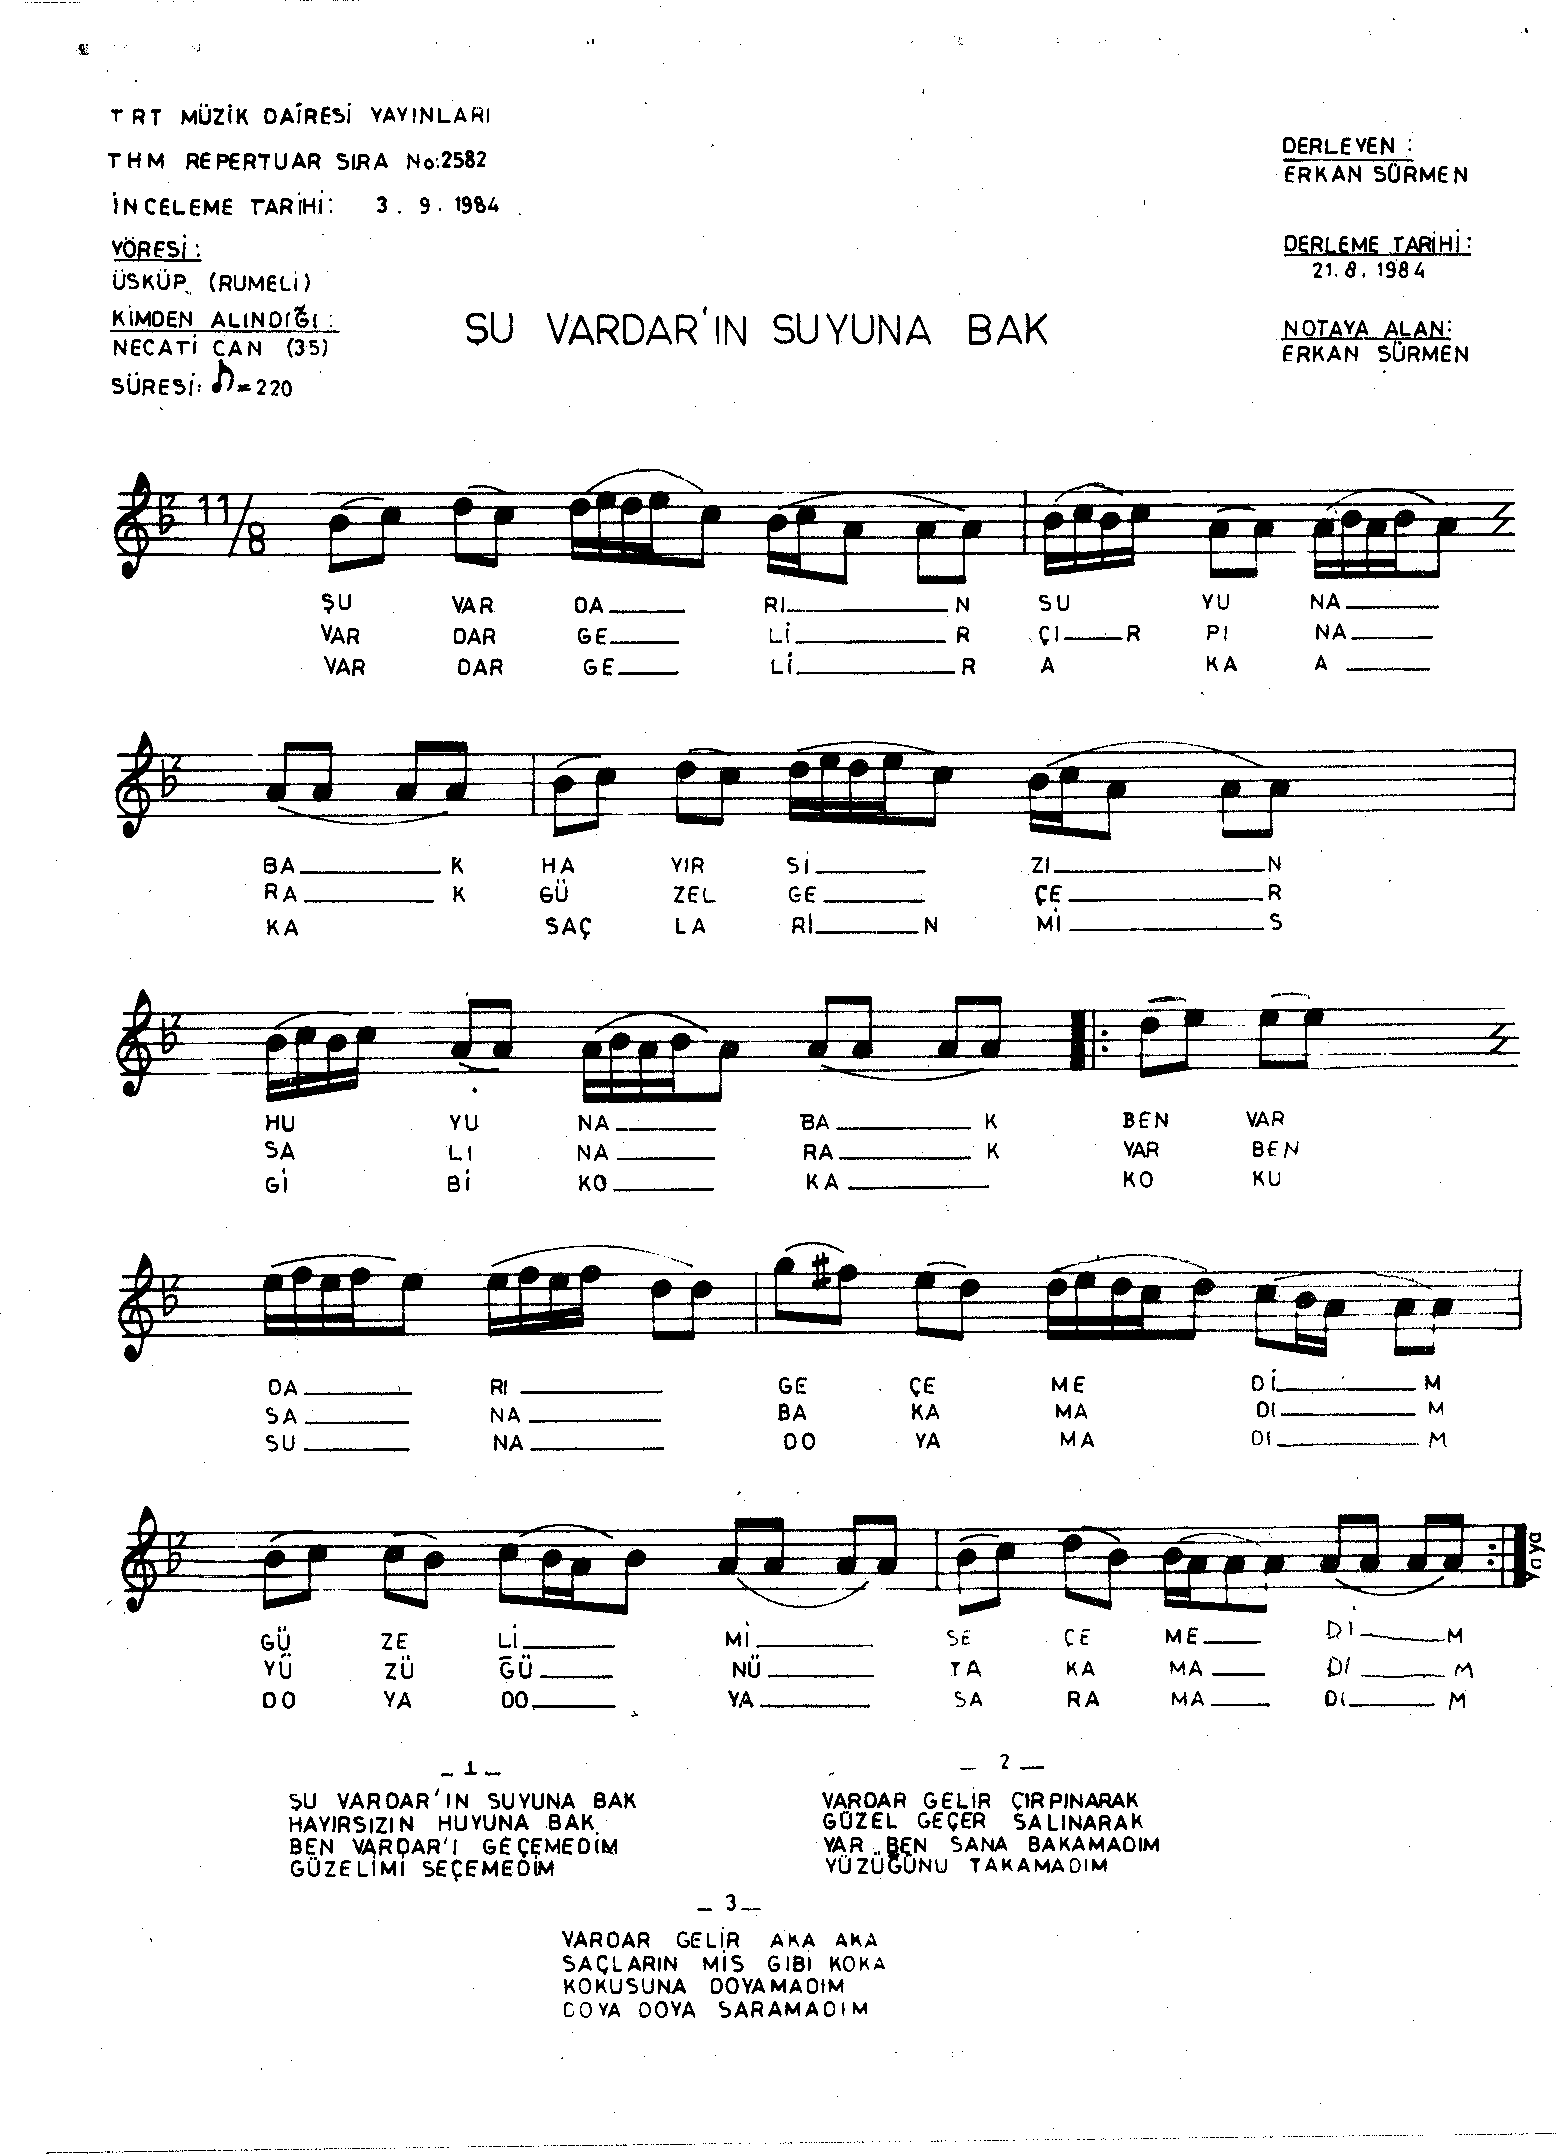 TRT MÜZİK DAİRESİ YAYINLARI
THM REPERTUAR SIRA No:2582
İNCELEME TARİHİ: 3.9.1984
YÖRESİ:
ÜSKÜP (RUMELİ)
KİMDEN ALINDIĞI:
NECATİ CAN (35)
SÜRESİ: ♪=220
ŞU VARDAR'IN SUYUNA BAK
DERLEYEN :
ERKAN SÜRMEN
DERLEME TARİHİ:
21.8.1984
NOTAYA ALAN:
ERKAN SÜRMEN
11/8
ŞU VAR DA___ RI___N SU YU NA___
VAR DAR GE___ Lİ___R ÇI___R PI NA___
VAR DAR GE___ Lİ___R A KA A___
BA___K HA YIR Sİ___ ZI___N
RA___K GÜ ZEL GE___ ÇE___R
KA SAÇ LA RI___N Mİ___S
HU YU NA___ BA___K BEN VAR
SA LI NA___ RA___K YAR BEN
Gİ Bİ KO___ KA___ KO KU
DA___ RI___ GE ÇE ME Dİ___M
SA___ NA___ BA KA MA DI___M
SU___ NA___ DO YA MA DI___M
GÜ ZE Lİ___ Mİ___ SE ÇE ME___ Dİ___M
YÜ ZÜ ĞÜ___ NÜ___ TA KA MA___ DI___M
DO YA DO___ YA___ SA RA MA___ DI___M
Yaya
_ 1 _
ŞU VARDAR'IN SUYUNA BAK
HAYIRSIZIN HUYUNA BAK
BEN VARDAR'I GEÇEMEDİM
GÜZELİMİ SEÇEMEDİM
_ 2 _
VARDAR GELİR ÇIRPINARAK
GÜZEL GEÇER SALINARAK
YAR BEN SANA BAKAMADIM
YÜZÜĞÜNÜ TAKAMADIM
_ 3 _
VARDAR GELİR AKA AKA
SAÇLARIN MİS GIBI KOKA
KOKUSUNA DOYAMADIM
DOYA DOYA SARAMADIM